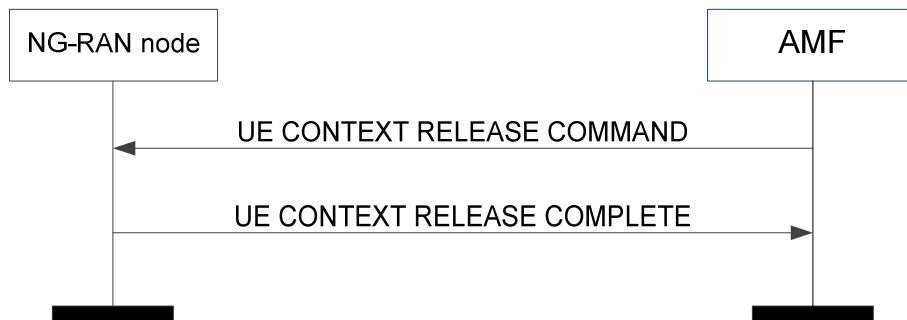 NG-RAN node
AMF
UE CONTEXT RELEASE COMMAND
UE CONTEXT RELEASE COMPLETE